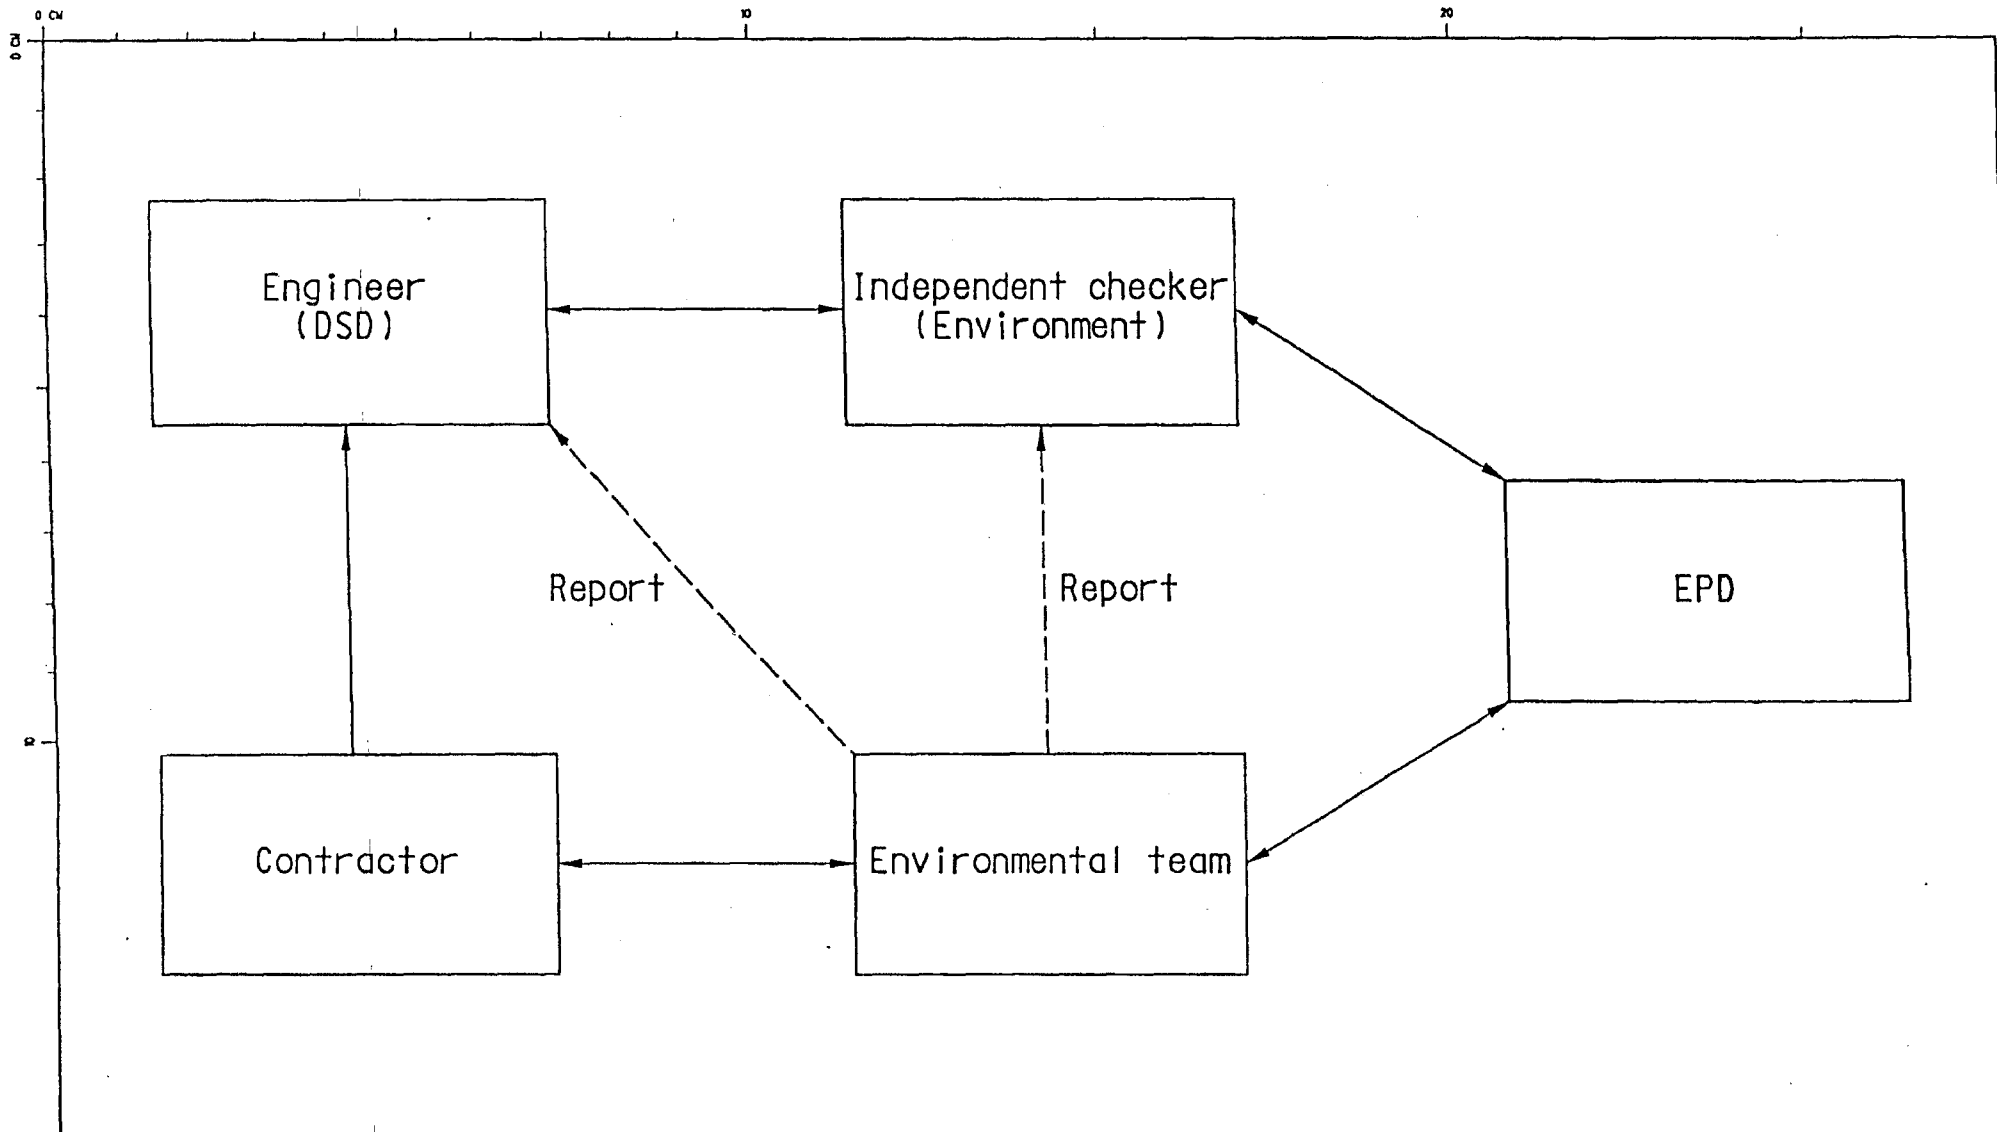 0 CM
10
20
0 CM
Engineer
(DSD)
Independent checker
(Environment)
Report
Report
EPD
10
Contractor
Environmental team